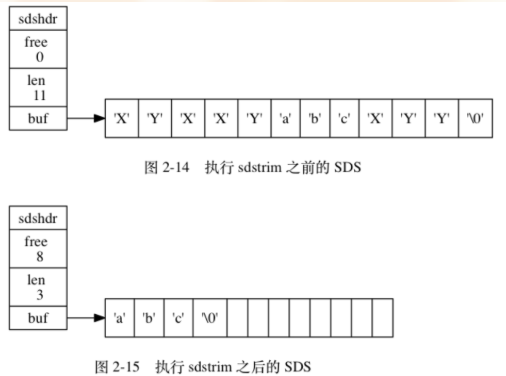 sdshdr
free
0
len
11
buf
'X' 'Y' 'X' 'X' 'Y' 'a' 'b' 'c' 'X' 'Y' 'Y' '\0'
图 2-14 执行 sdstrim 之前的 SDS
sdshdr
free
8
len
3
buf
'a' 'b' 'c' '\0'
图 2-15 执行 sdstrim 之后的 SDS